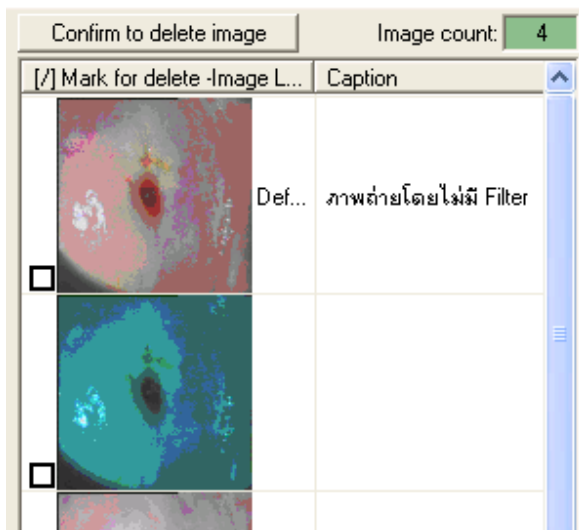 Confirm to delete image
Image count: 4
[/] Mark for delete -Image L... Caption
Def... ภาพถ่ายโดยไม่มี Filter